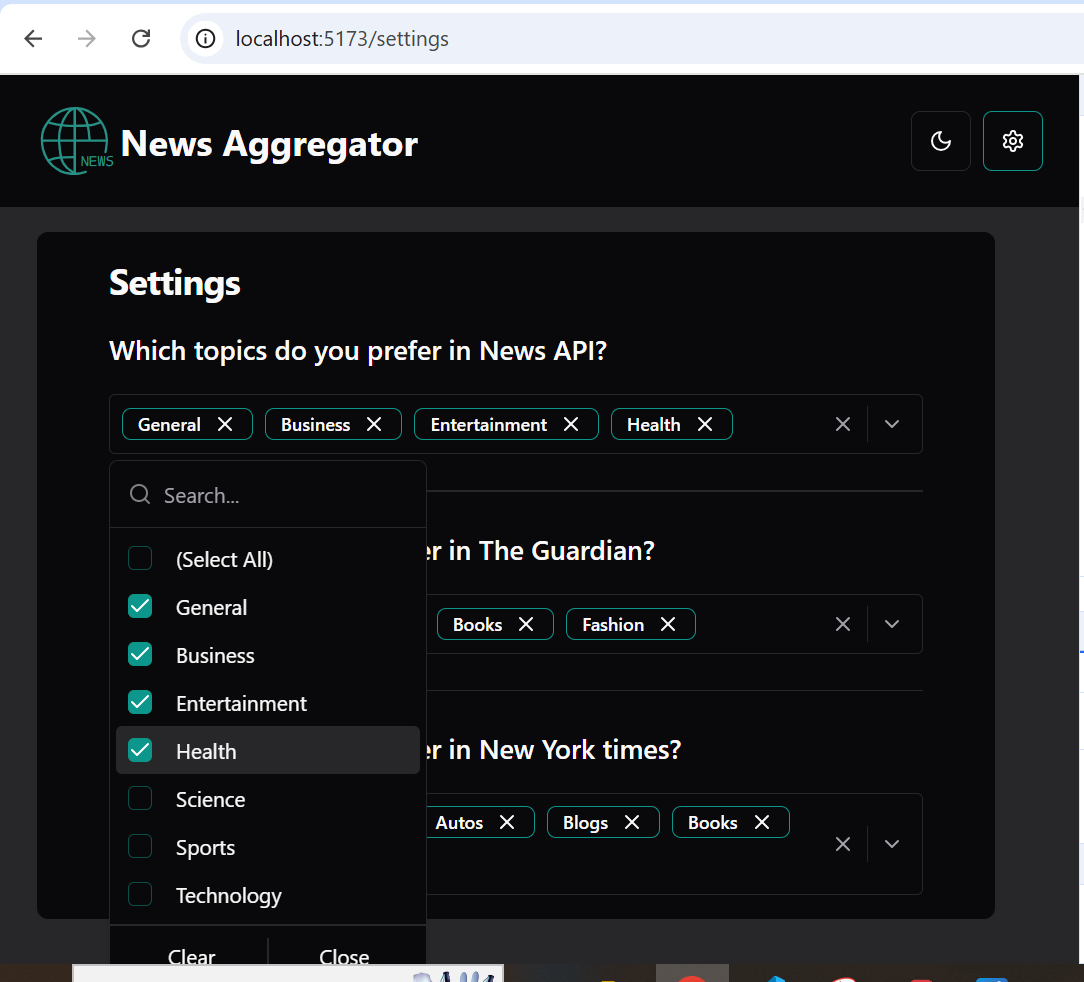 localhost:5173/settings
NEWS
News Aggregator
Settings
Which topics do you prefer in News API?
General Business Entertainment Health
Search...
(Select All)
er in The Guardian?
General
Books Fashion
Business
Entertainment
er in New York times?
Health
Science
Autos Blogs Books
Sports
Technology
Clear Close